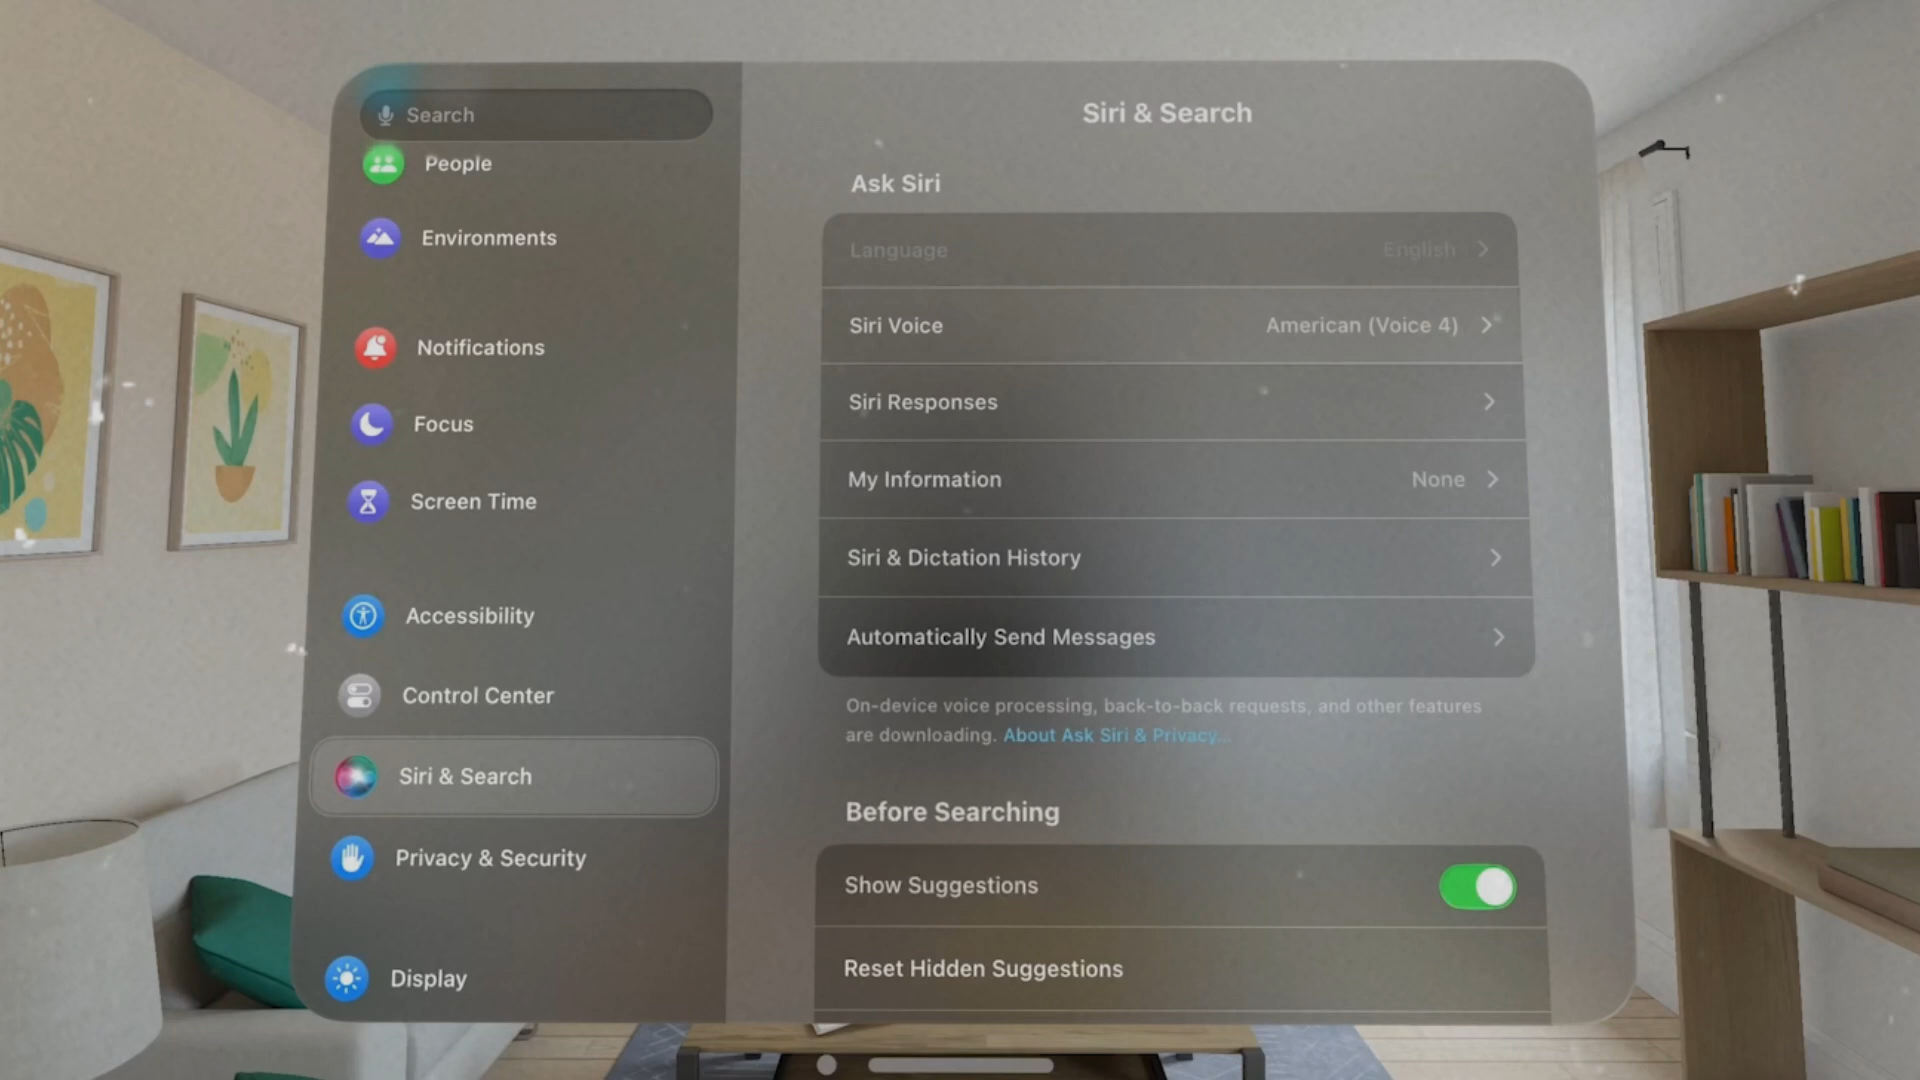 Search
People
Environments
Notifications
Focus
Screen Time
Accessibility
Control Center
Siri & Search
Privacy & Security
Display
Siri & Search
Ask Siri
Language English
Siri Voice American (Voice 4)
Siri Responses
My Information None
Siri & Dictation History
Automatically Send Messages
On-device voice processing, back-to-back requests, and other features
are downloading. About Ask Siri & Privacy...
Before Searching
Show Suggestions
Reset Hidden Suggestions